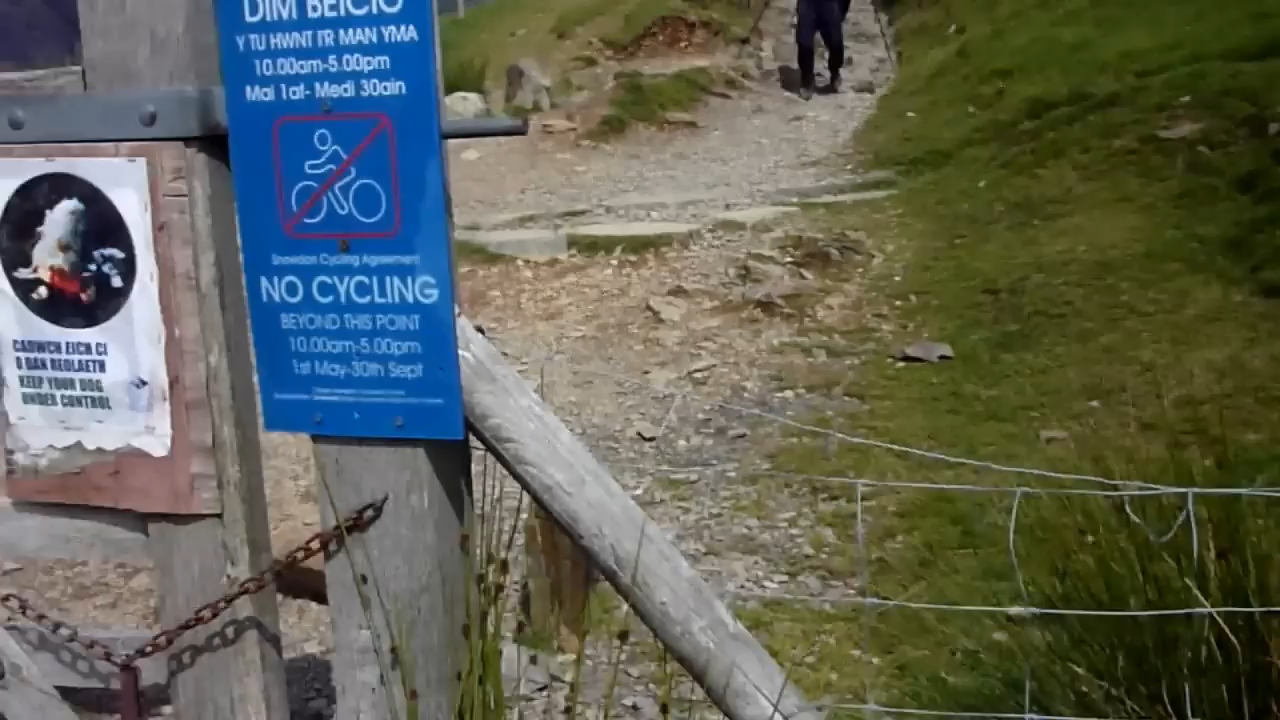 DIM BEICIO
Y TU HWNT I'R MAN YMA
10.00am-5.00pm
Mai 1af- Medi 30ain
Snowdon Cycling Agreement
NO CYCLING
BEYOND THIS POINT
10.00am-5.00pm
1st May-30th Sept
CADWCH EICH CI
O DAN REOLAETH
KEEP YOUR DOG
UNDER CONTROL